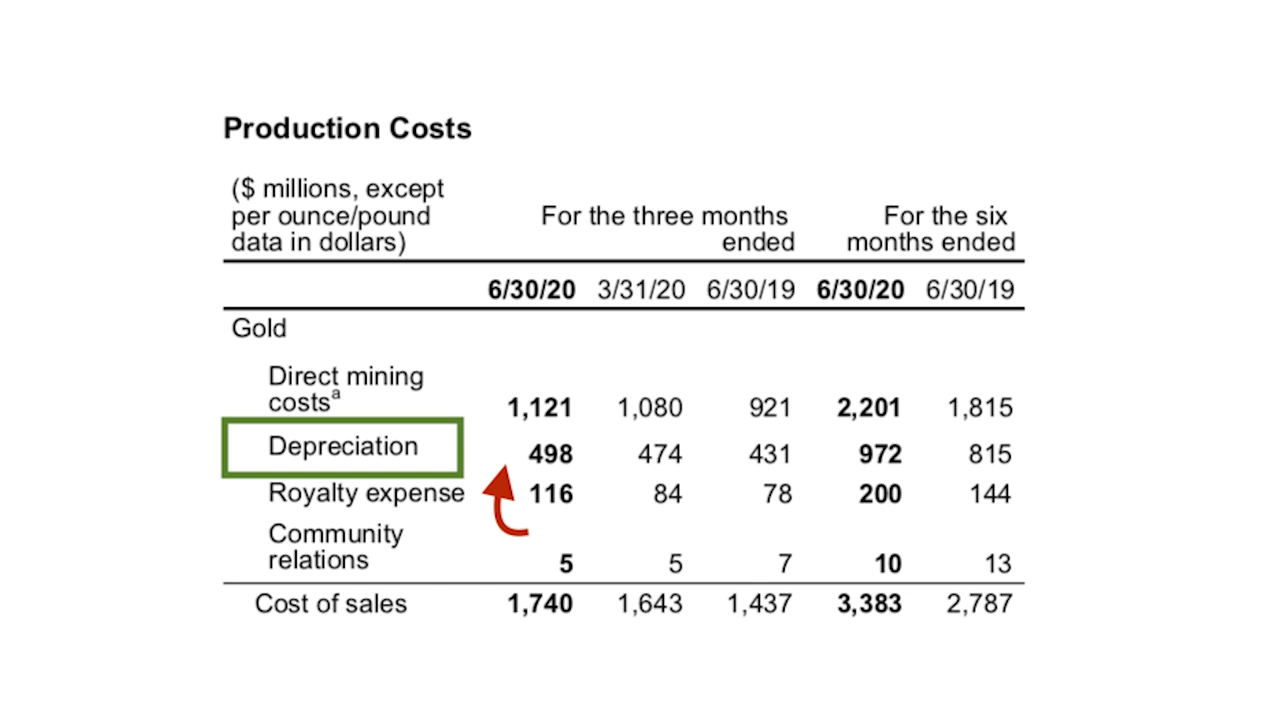 Production Costs
($ millions, except
per ounce/pound
data in dollars)
For the three months
ended
For the six
months ended
6/30/20 3/31/20 6/30/19 6/30/20 6/30/19
Gold
Direct mining
costsª 1,121 1,080 921 2,201 1,815
Depreciation 498 474 431 972 815
Royalty expense 116 84 78 200 144
Community
relations 5 5 7 10 13
Cost of sales 1,740 1,643 1,437 3,383 2,787